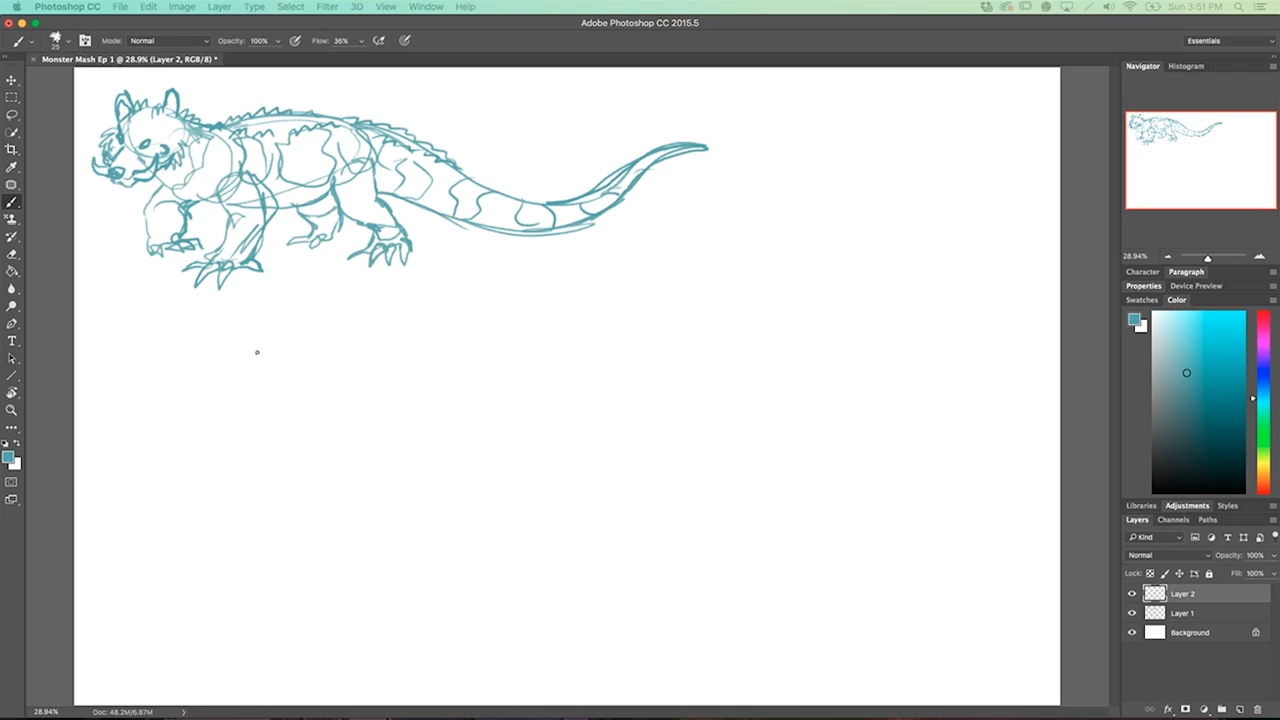 Photoshop CC File Edit Image Layer Type Select Filter 3D View Window Help Sun 3:51 PM
Adobe Photoshop CC 2015.5
25 Mode: Normal Opacity: 100% Flow: 36% Essentials
× Monster Mash Ep 1 @ 28.9% (Layer 2, RGB/8) *
Navigator Histogram
28.94%
Character Paragraph
Properties Device Preview
Swatches Color
Libraries Adjustments Styles
Layers Channels Paths
Kind
Normal Opacity: 100%
Lock: Fill: 100%
Layer 2
Layer 1
Background
28.94% Doc: 48.2M/6.87M
fx